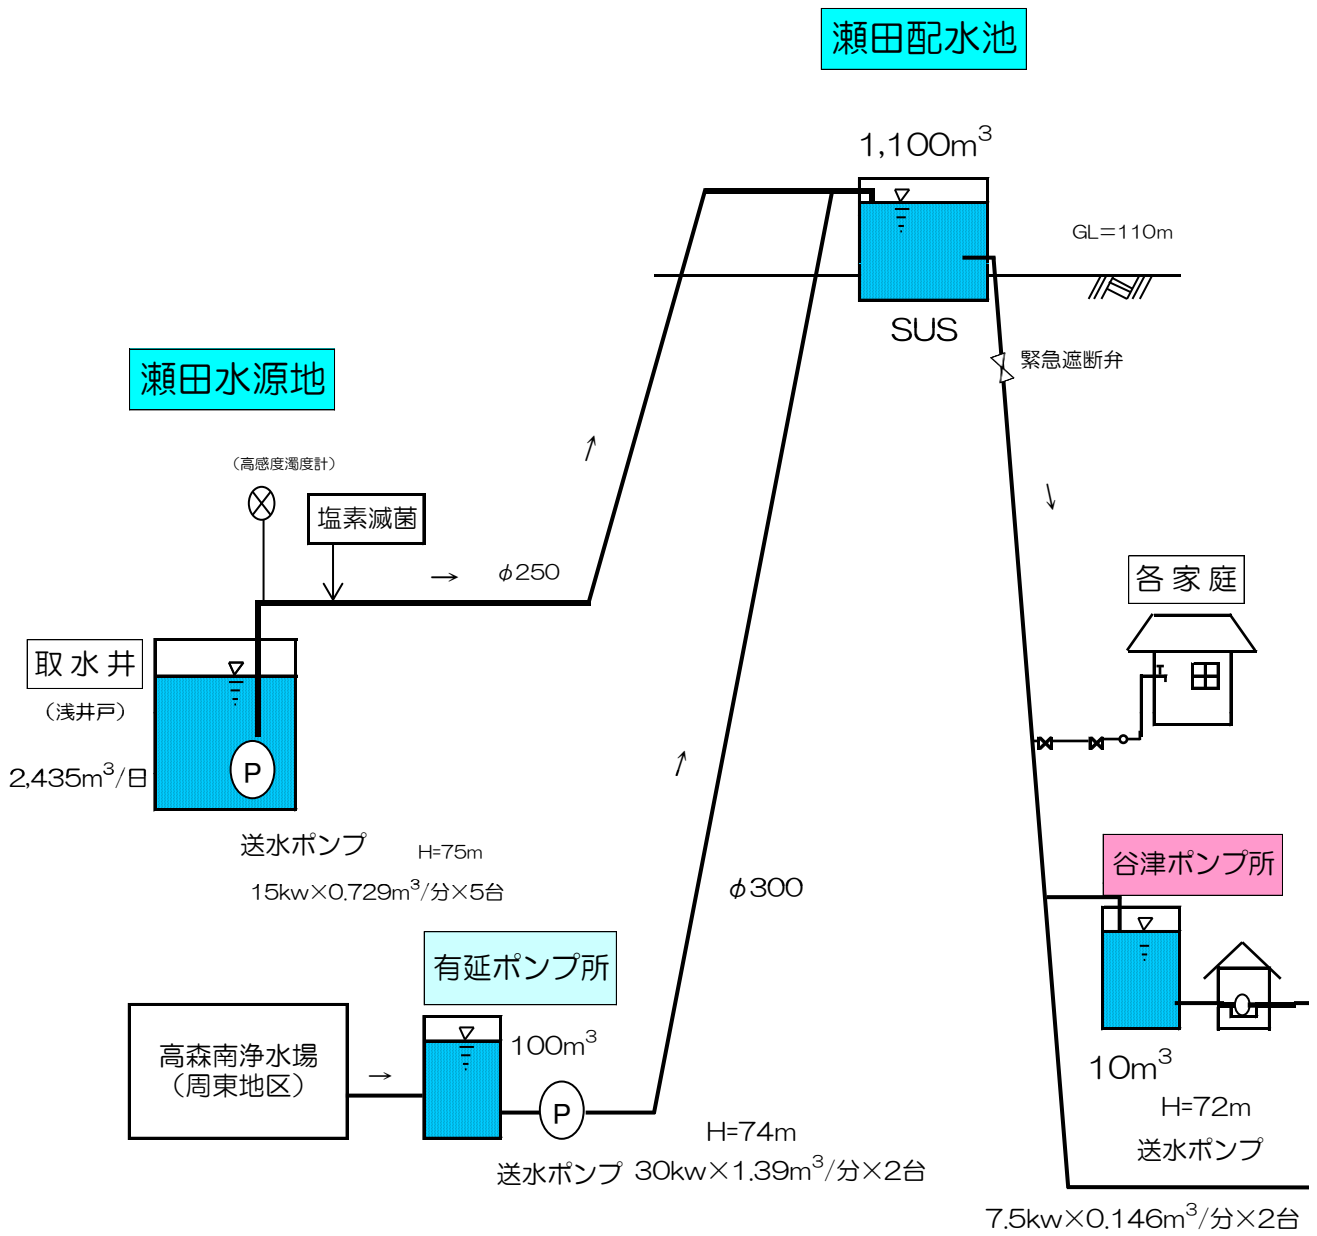 瀬田配水池
1,100m³
GL＝110m
SUS
緊急遮断弁
瀬田水源地
（高感度濁度計）
塩素滅菌
→
φ250
各家庭
取水井
（浅井戸）
2,435m³/日
P
送水ポンプ
H=75m
15kw×0.729m³/分×5台
φ300
谷津ポンプ所
有延ポンプ所
高森南浄水場
（周東地区）
→
100m³
P
10m³
H=72m
送水ポンプ
H=74m
送水ポンプ 30kw×1.39m³/分×2台
7.5kw×0.146m³/分×2台